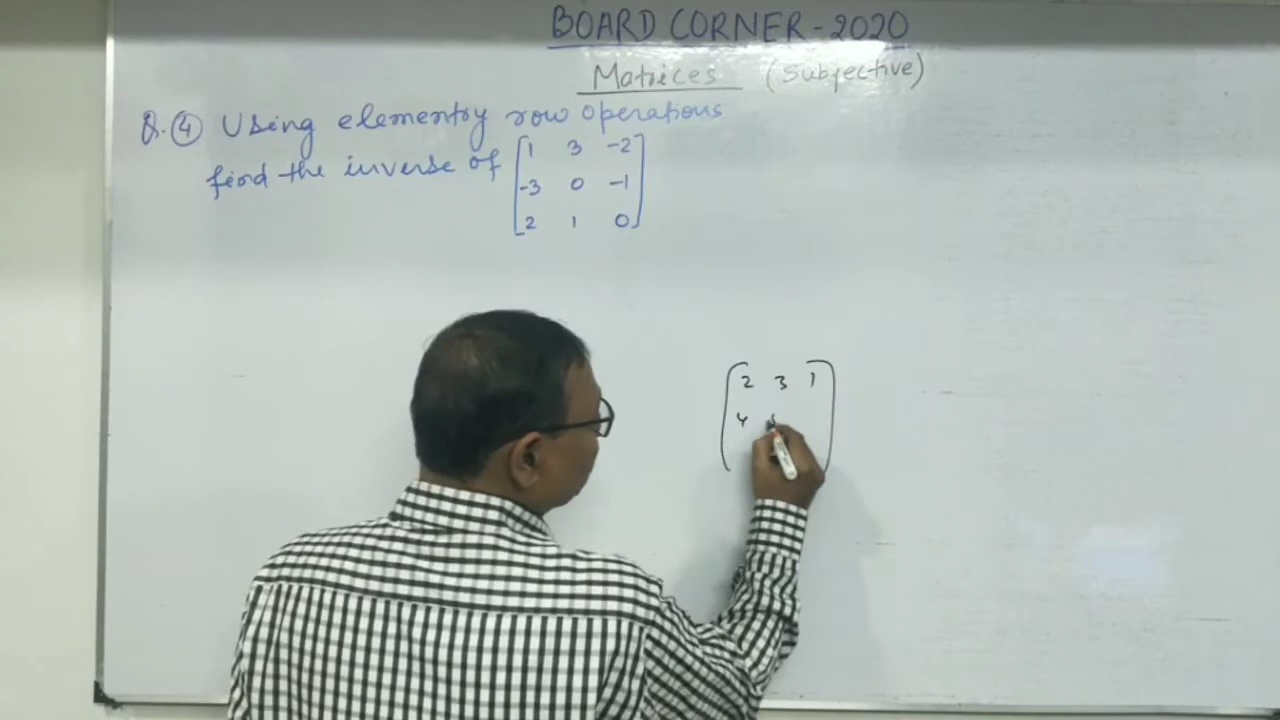 BOARD CORNER - 2020
Matrices (Subjective)
Q. ④ Using elementry row operations
find the inverse of [1 3 -2]
[-3 0 -1]
[2 1 0]
2 3 1
4